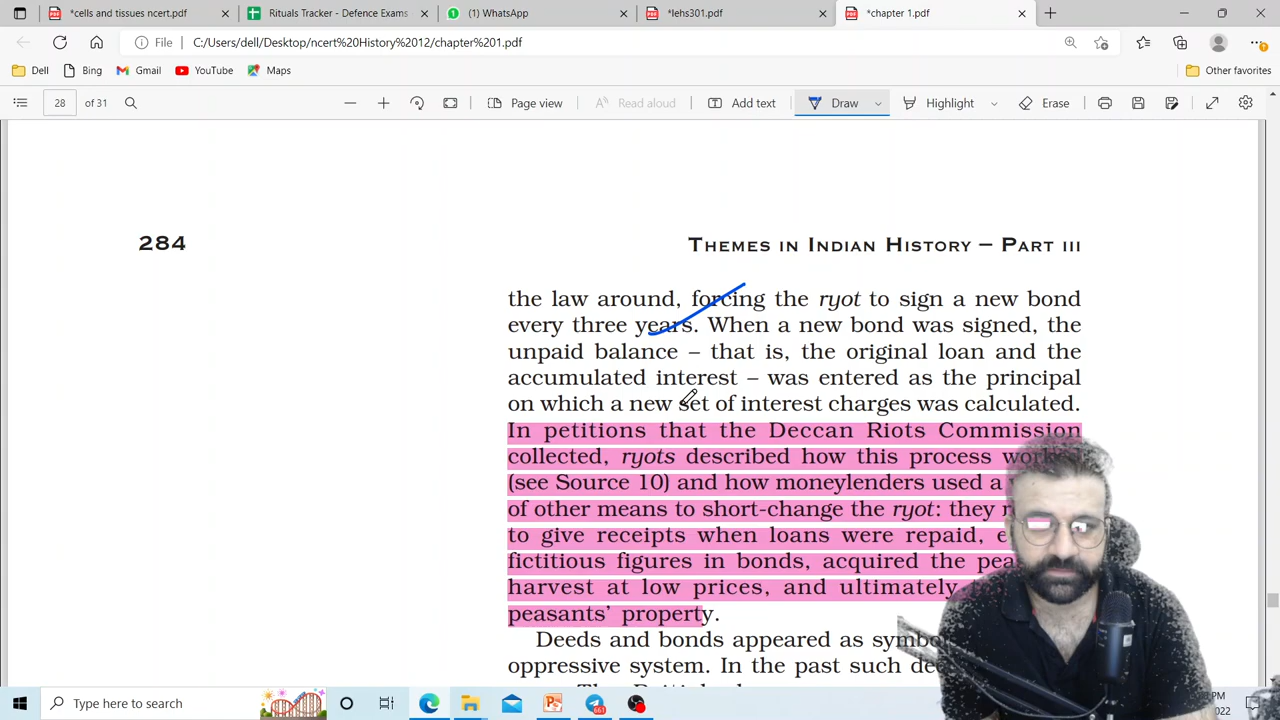 *cells and tissues ncert.pdf
Rituals Tracker - Defence Exams
(1) WhatsApp
*lehs301.pdf
*chapter 1.pdf
File
C:/Users/dell/Desktop/ncert%20History%2012/chapter%201.pdf
Dell
Bing
Gmail
YouTube
Maps
Other favorites
28 of 31
Page view
Read aloud
Add text
Draw
Highlight
Erase
284
THEMES IN INDIAN HISTORY – PART III
the law around, forcing the ryot to sign a new bond
every three years. When a new bond was signed, the
unpaid balance – that is, the original loan and the
accumulated interest – was entered as the principal
on which a new set of interest charges was calculated.
In petitions that the Deccan Riots Commission
collected, ryots described how this process worked
(see Source 10) and how moneylenders used a
of other means to short-change the ryot: they
to give receipts when loans were repaid,
fictitious figures in bonds, acquired the
harvest at low prices, and ultimately
peasants' property.
Deeds and bonds appeared as
oppressive system. In the past such
Type here to search
661
PM